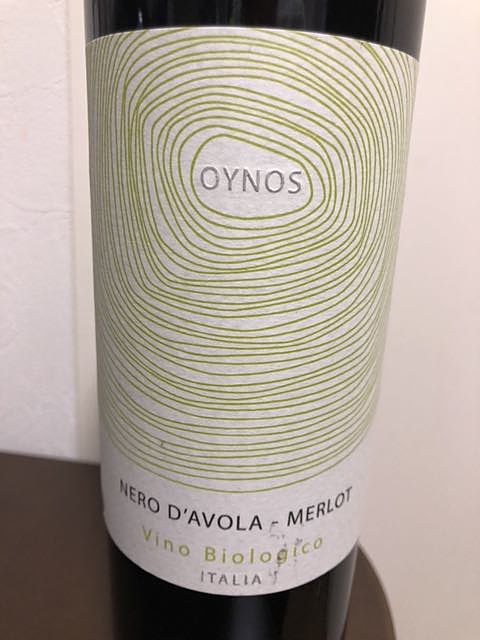 OYNOS
NERO D'AVOLA - MERLOT
Vino Biologico
ITALIA